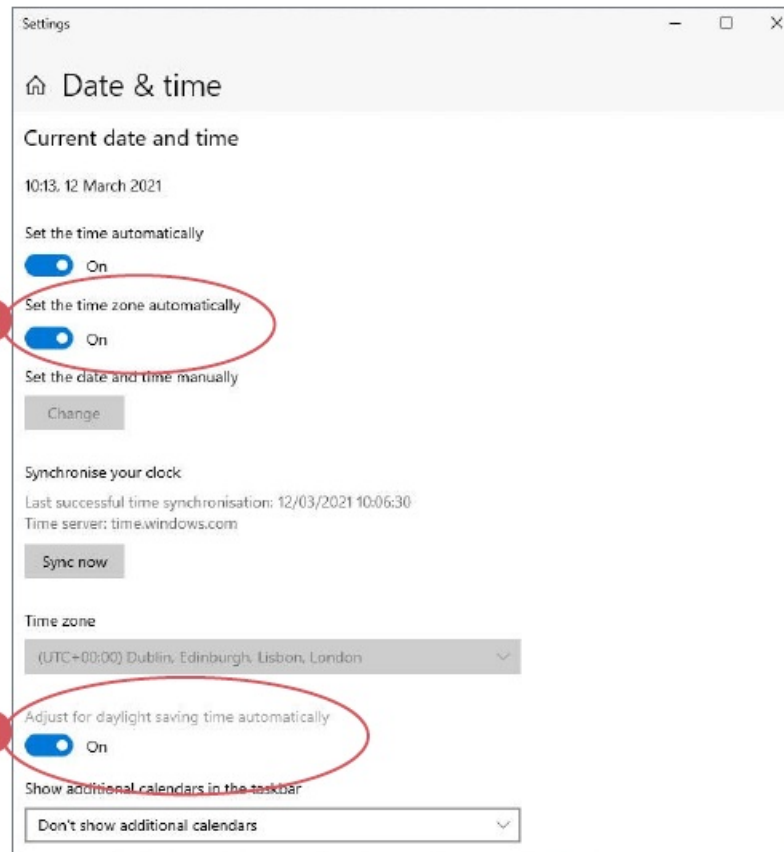 Settings
Date & time
Current date and time
10:13, 12 March 2021
Set the time automatically
On
Set the time zone automatically
On
Set the date and time manually
Change
Synchronise your clock
Last successful time synchronisation: 12/03/2021 10:06:30
Time server: time.windows.com
Sync now
Time zone
(UTC+00:00) Dublin, Edinburgh, Lisbon, London
Adjust for daylight saving time automatically
On
Show additional calendars in the taskbar
Don't show additional calendars